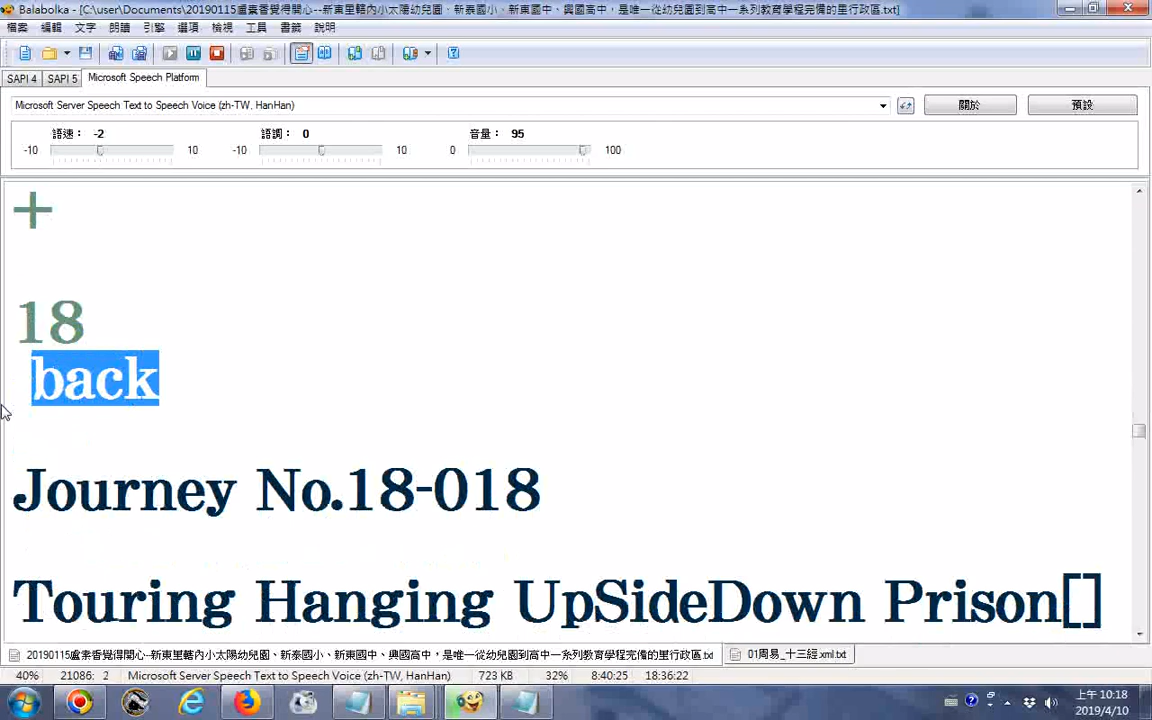 Balabolka - [C:\user\Documents\20190115盧素香覺得開心--新東里轄內小太陽幼兒園、新泰國小、新東國中、興國高中，是唯一從幼兒園到高中一系列教育學程完備的里行政區.txt]
檔案 編輯 文字 朗讀 引擎 選項 檢視 工具 書籤 說明
SAPI 4 SAPI 5 Microsoft Speech Platform
Microsoft Server Speech Text to Speech Voice (zh-TW, HanHan) 關於 預設
語速： -2 語調： 0 音量： 95
-10 10 -10 10 0 100
+
18
back
Journey No.18-018
Touring Hanging UpSideDown Prison[]
20190115盧素香覺得開心--新東里轄內小太陽幼兒園、新泰國小、新東國中、興國高中，是唯一從幼兒園到高中一系列教育學程完備的里行政區.txt 01周易_十三經.xml.txt
40% 21086: 2 Microsoft Server Speech Text to Speech Voice (zh-TW, HanHan) 723 KB 32% 8:40:25 18:36:22
上午 10:18
2019/4/10